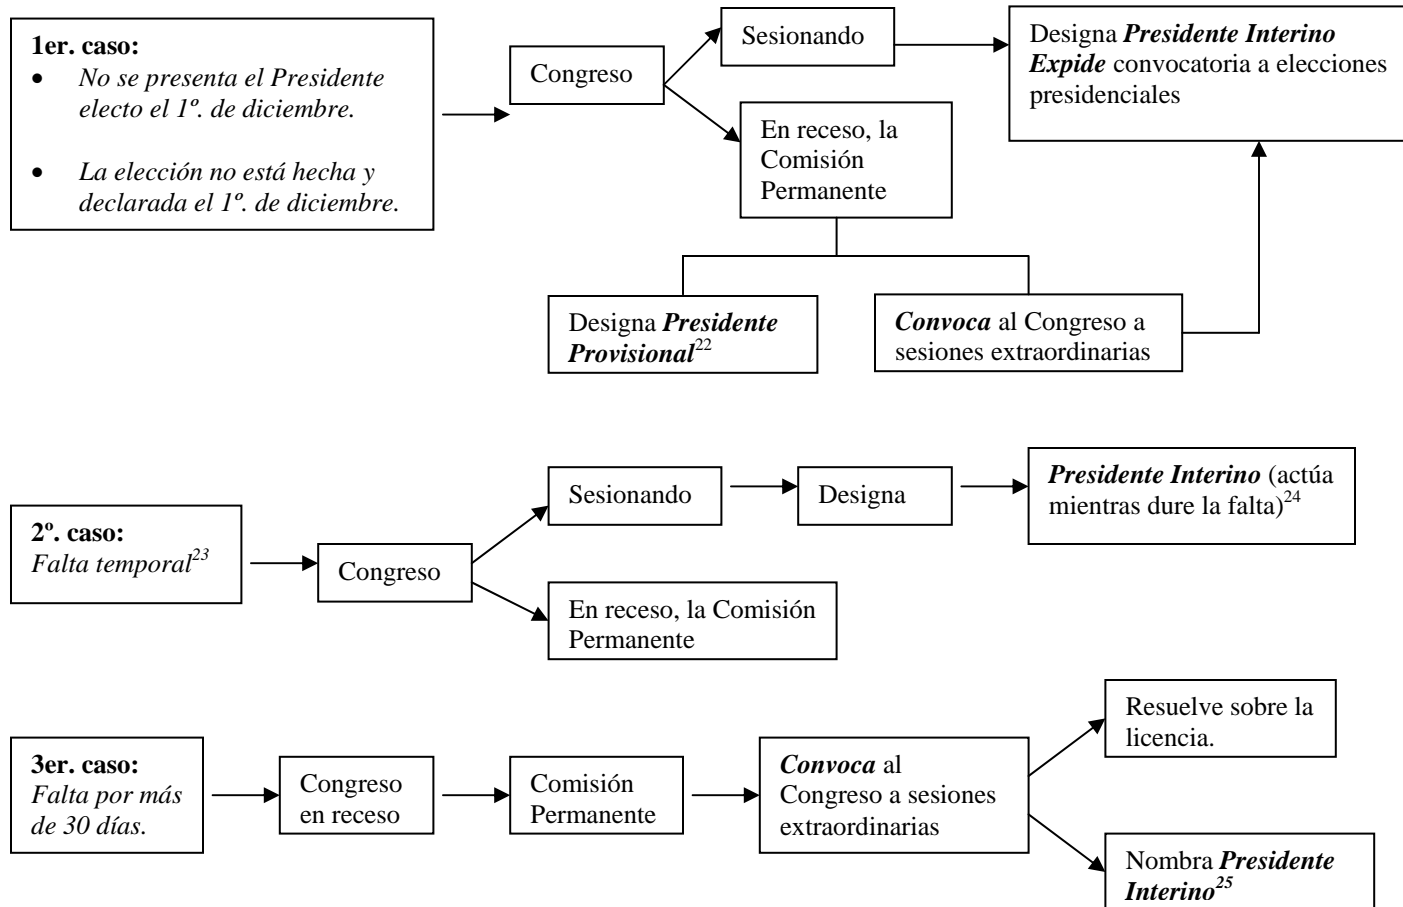 1er. caso:
• No se presenta el Presidente
electo el 1º. de diciembre.
• La elección no está hecha y
declarada el 1º. de diciembre.
Congreso
Sesionando
Designa Presidente Interino
Expide convocatoria a elecciones
presidenciales
En receso, la
Comisión
Permanente
Designa Presidente
Provisional22
Convoca al Congreso a
sesiones extraordinarias
2º. caso:
Falta temporal23
Congreso
Sesionando
Designa
Presidente Interino (actúa
mientras dure la falta)24
En receso, la Comisión
Permanente
3er. caso:
Falta por más
de 30 días.
Congreso
en receso
Comisión
Permanente
Convoca al
Congreso a sesiones
extraordinarias
Resuelve sobre la
licencia.
Nombra Presidente
Interino25